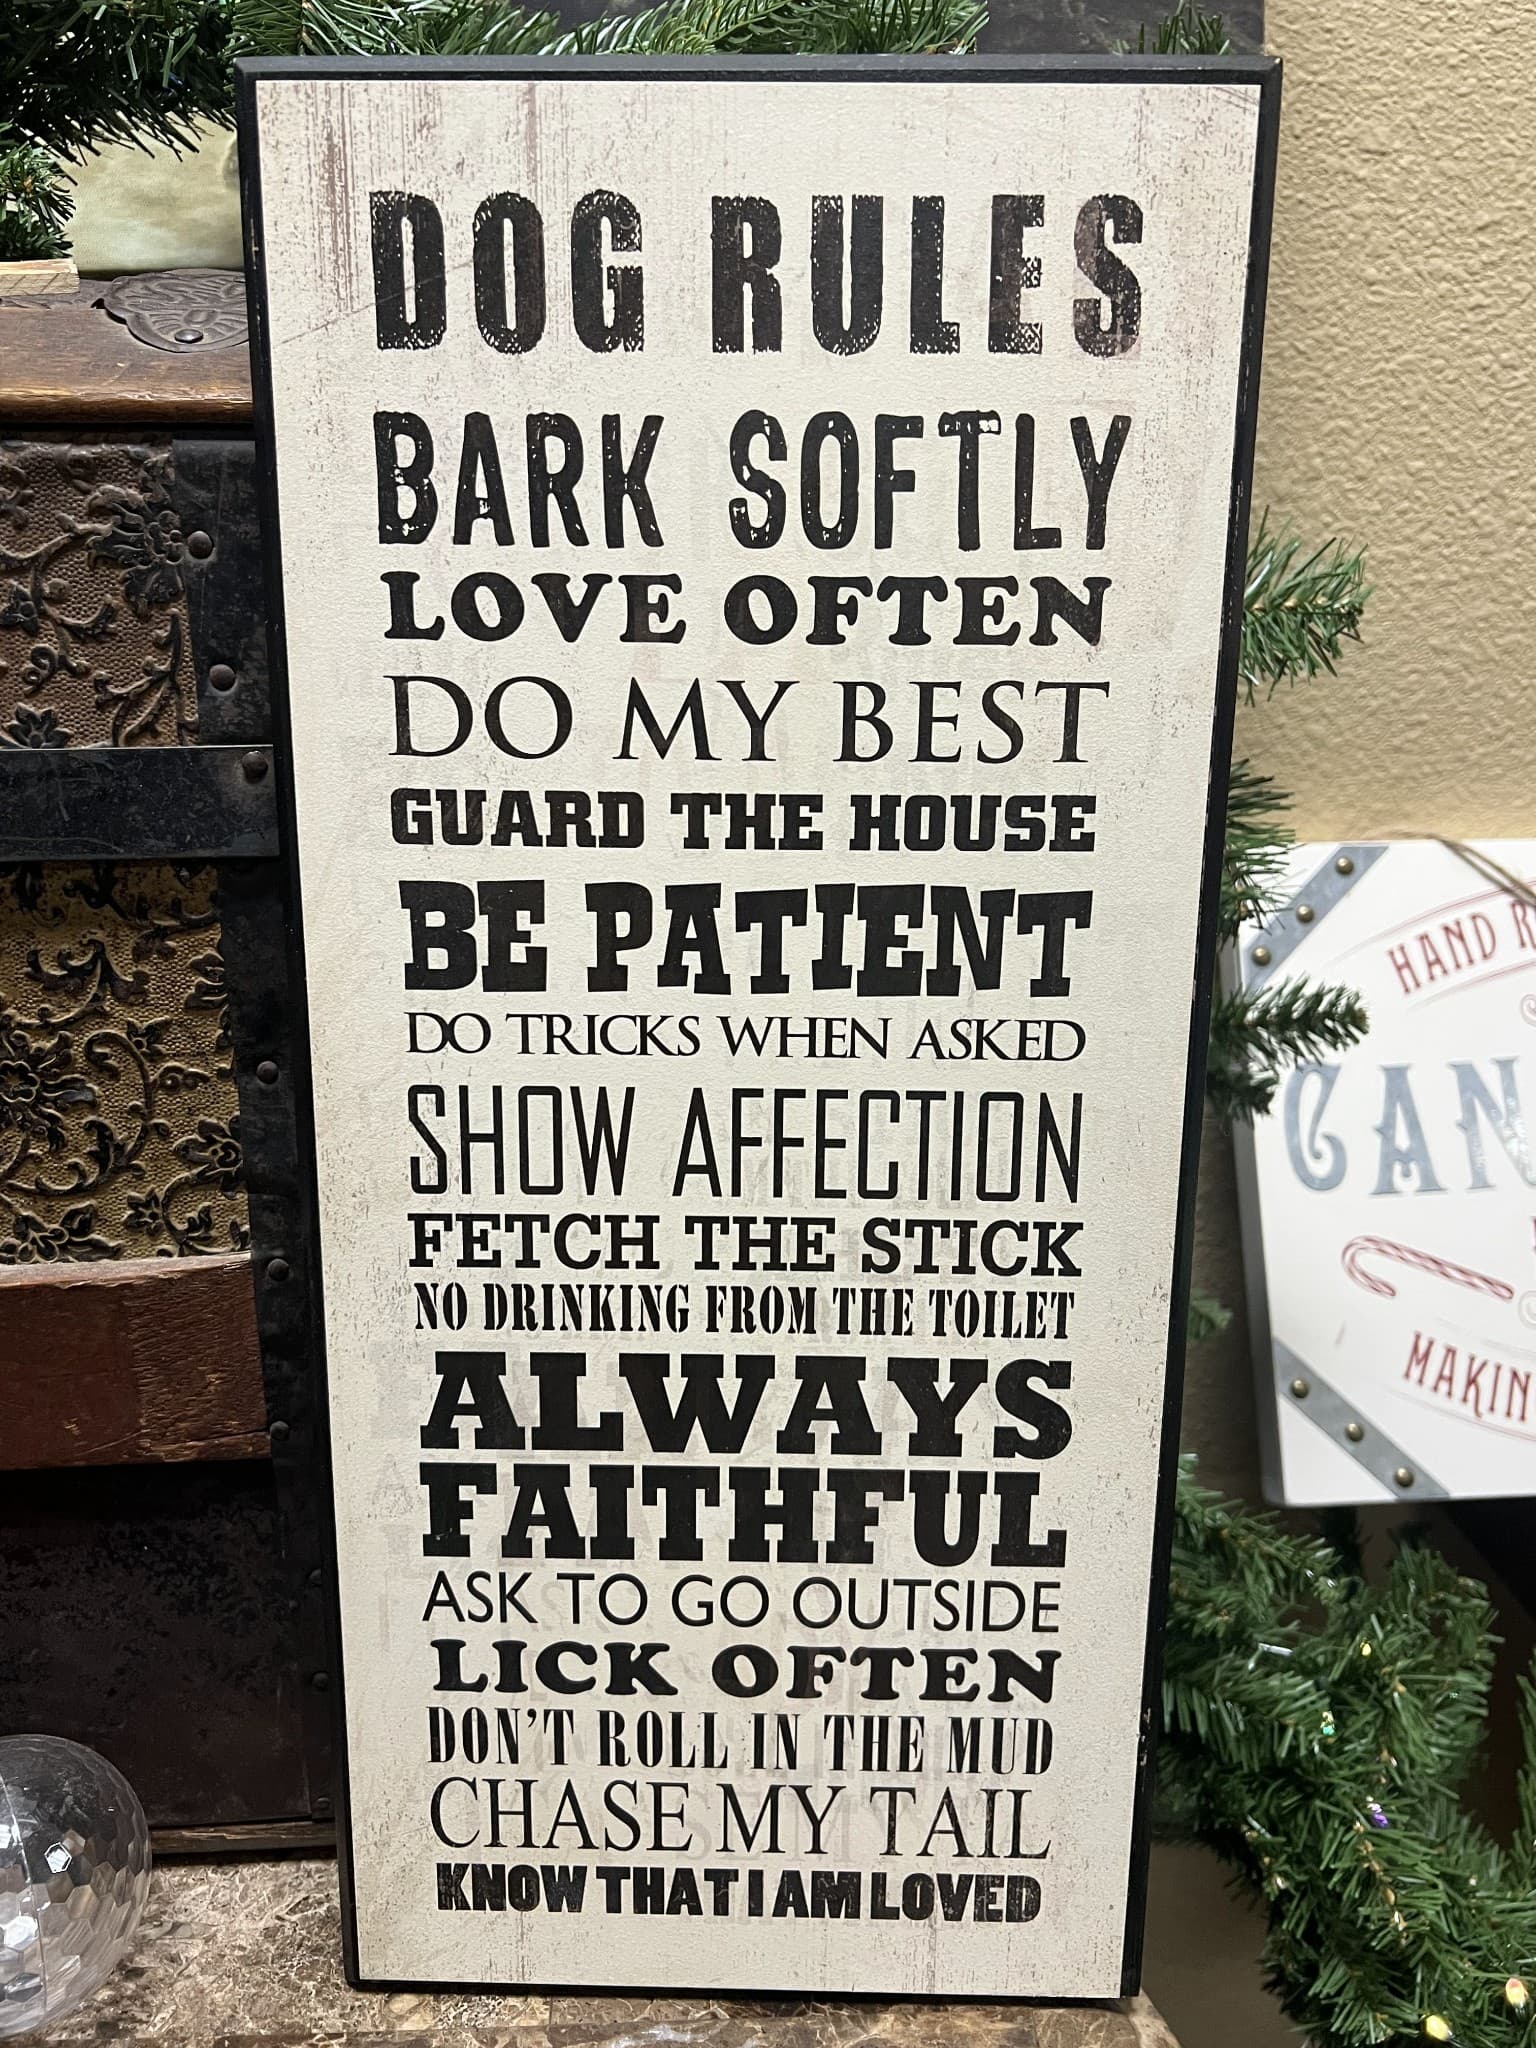 DOG RULES
BARK SOFTLY
LOVE OFTEN
DO MY BEST
GUARD THE HOUSE
BE PATIENT
DO TRICKS WHEN ASKED
SHOW AFFECTION
FETCH THE STICK
NO DRINKING FROM THE TOILET
ALWAYS
FAITHFUL
ASK TO GO OUTSIDE
LICK OFTEN
DON'T ROLL IN THE MUD
CHASE MY TAIL
KNOW THAT I AM LOVED
HAND